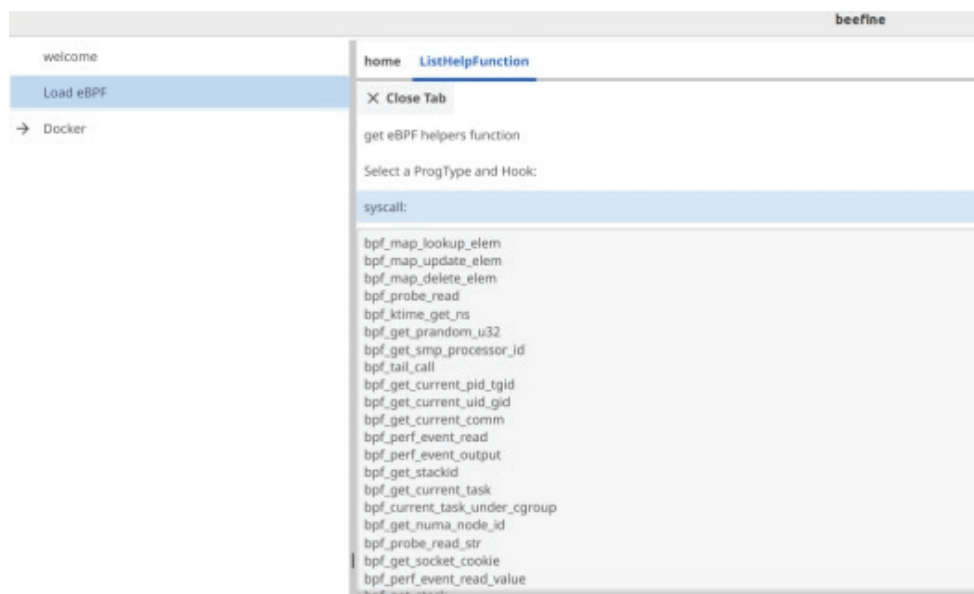 beefine
welcome
Load eBPF
→ Docker
home ListHelpFunction
× Close Tab
get eBPF helpers function
Select a ProgType and Hook:
syscall:
bpf_map_lookup_elem
bpf_map_update_elem
bpf_map_delete_elem
bpf_probe_read
bpf_ktime_get_ns
bpf_get_prandom_u32
bpf_get_smp_processor_id
bpf_tail_call
bpf_get_current_pid_tgid
bpf_get_current_uid_gid
bpf_get_current_comm
bpf_perf_event_read
bpf_perf_event_output
bpf_get_stackid
bpf_get_current_task
bpf_current_task_under_cgroup
bpf_get_numa_node_id
bpf_probe_read_str
bpf_get_socket_cookie
bpf_perf_event_read_value